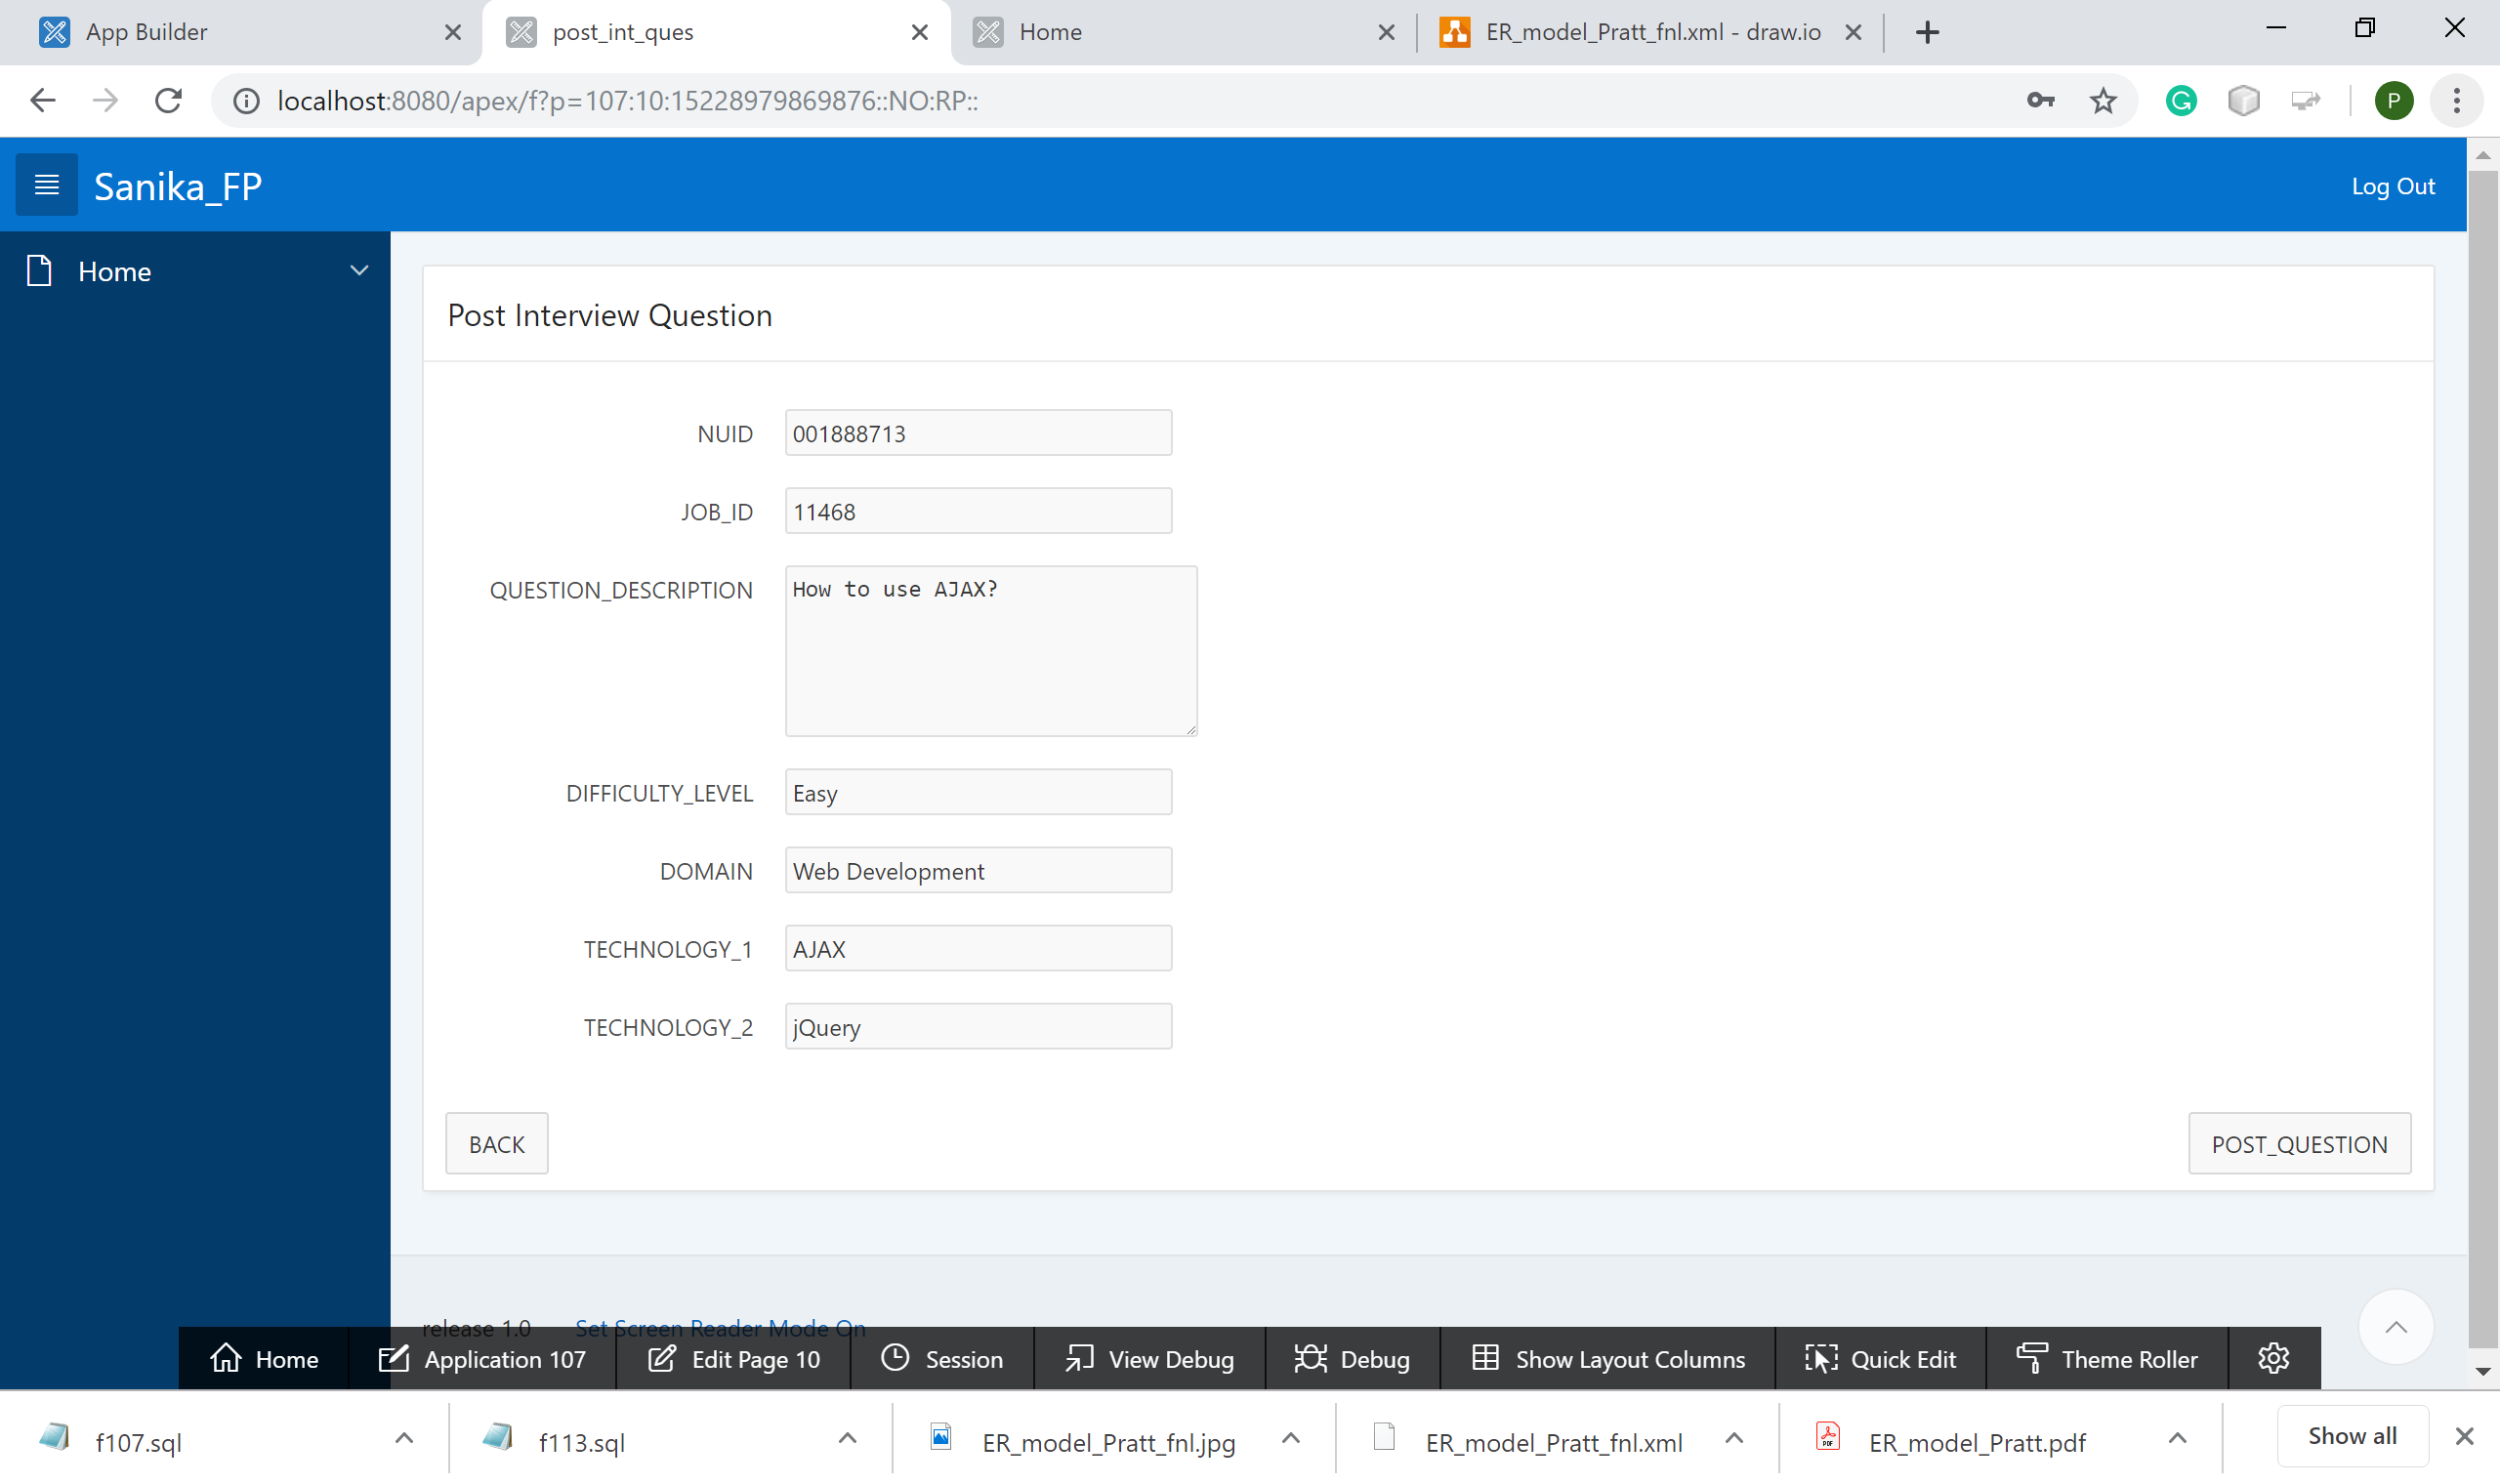 App Builder
post_int_ques
Home
ER_model_Pratt_fnl.xml - draw.io
localhost:8080/apex/f?p=107:10:15228979869876::NO:RP::
P
Sanika_FP
Log Out
Home
Post Interview Question
NUID 001888713
JOB_ID 11468
QUESTION_DESCRIPTION How to use AJAX?
DIFFICULTY_LEVEL Easy
DOMAIN Web Development
TECHNOLOGY_1 AJAX
TECHNOLOGY_2 jQuery
BACK
POST_QUESTION
release 1.0 Set Screen Reader Mode On
Home
Application 107
Edit Page 10
Session
View Debug
Debug
Show Layout Columns
Quick Edit
Theme Roller
f107.sql
f113.sql
ER_model_Pratt_fnl.jpg
ER_model_Pratt_fnl.xml
ER_model_Pratt.pdf
Show all